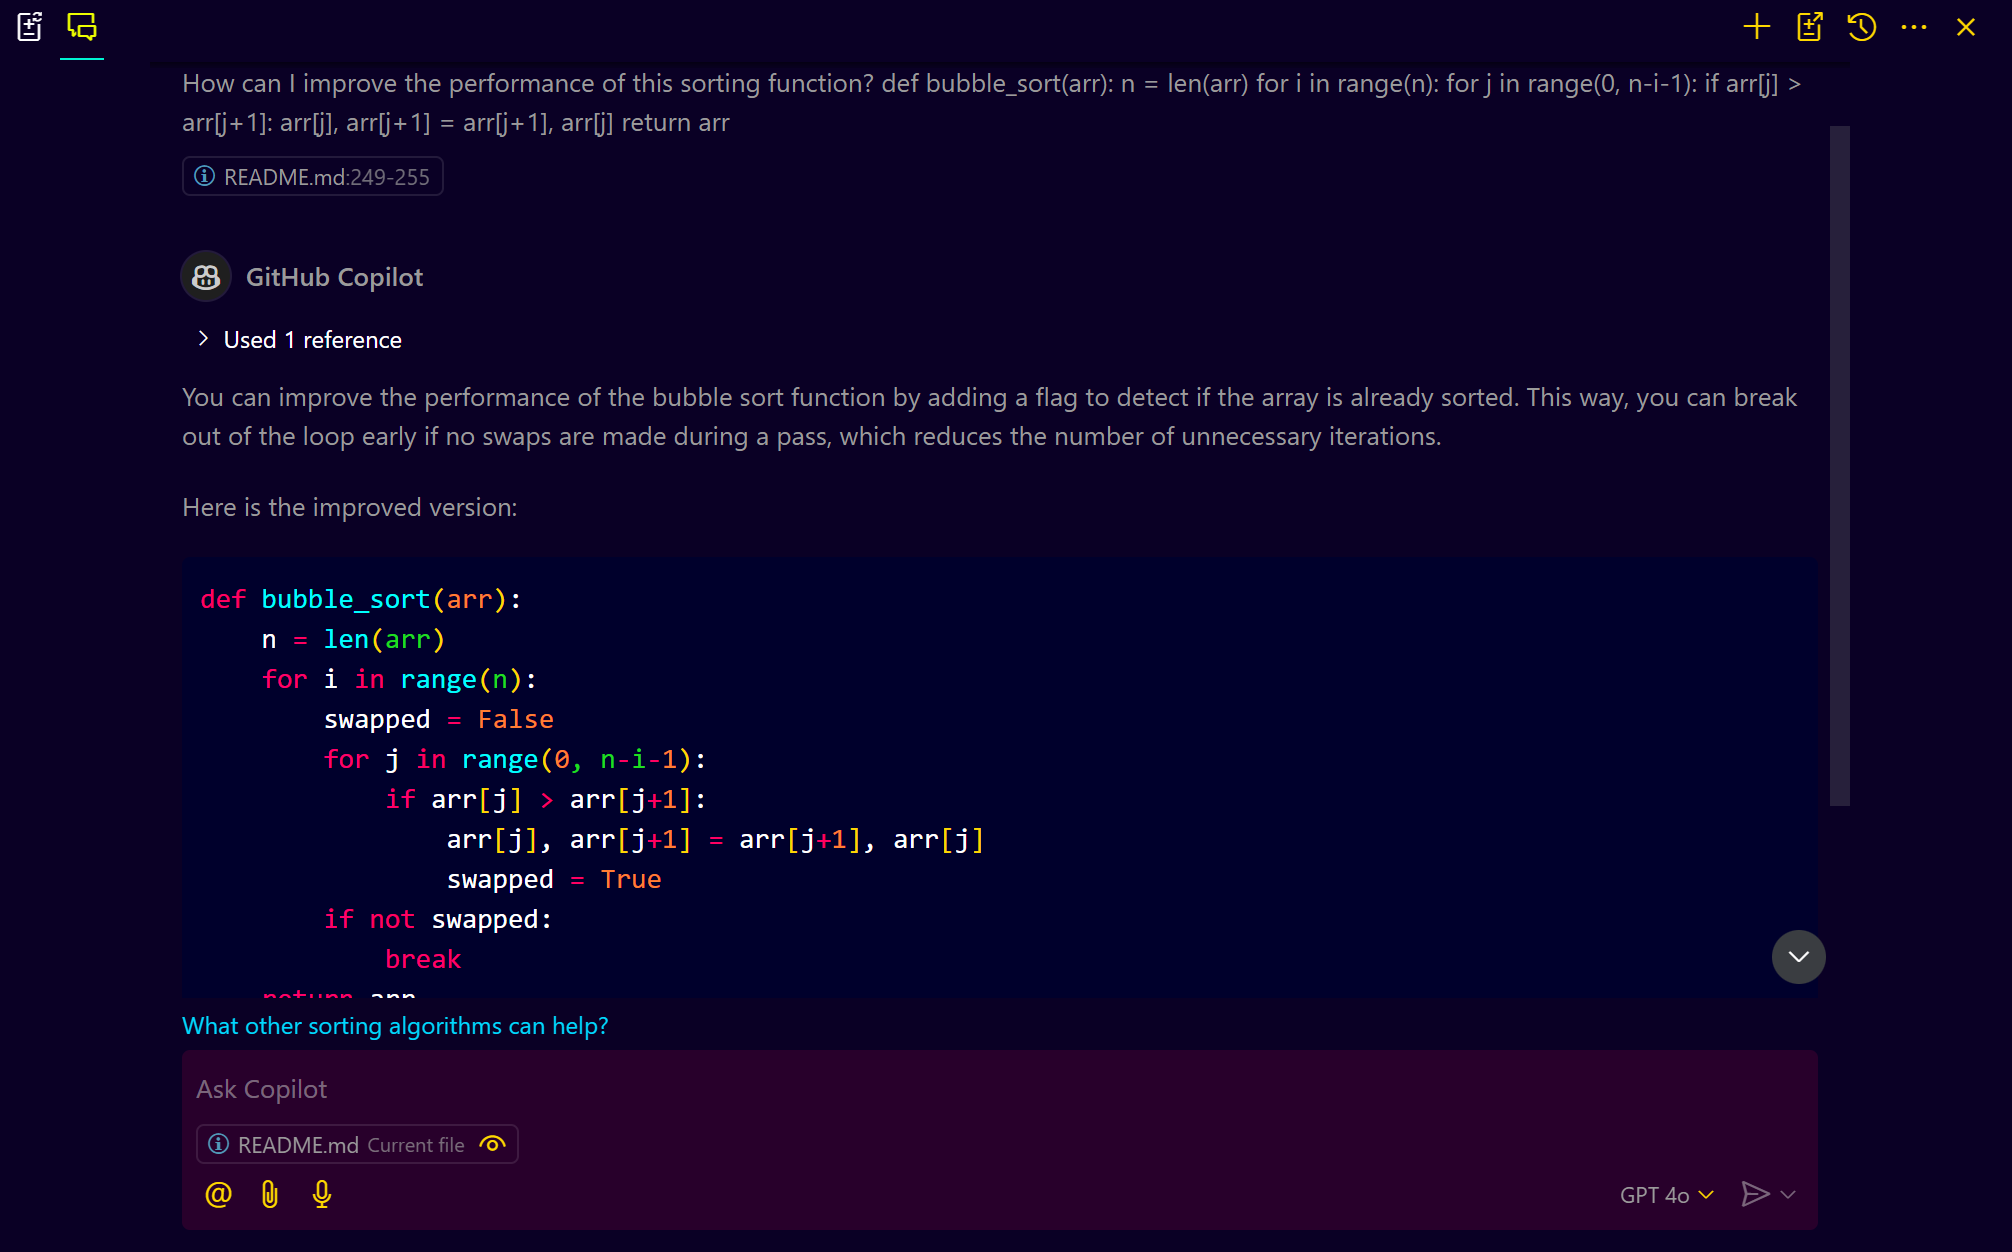 How can I improve the performance of this sorting function? def bubble_sort(arr): n = len(arr) for i in range(n): for j in range(0, n-i-1): if arr[j] >
arr[j+1]: arr[j], arr[j+1] = arr[j+1], arr[j] return arr
README.md:249-255
GitHub Copilot
Used 1 reference
You can improve the performance of the bubble sort function by adding a flag to detect if the array is already sorted. This way, you can break
out of the loop early if no swaps are made during a pass, which reduces the number of unnecessary iterations.
Here is the improved version:
def bubble_sort(arr):
    n = len(arr)
    for i in range(n):
        swapped = False
        for j in range(0, n-i-1):
            if arr[j] > arr[j+1]:
                arr[j], arr[j+1] = arr[j+1], arr[j]
                swapped = True
        if not swapped:
            break
    return arr
What other sorting algorithms can help?
Ask Copilot
README.md Current file
@
GPT 4o